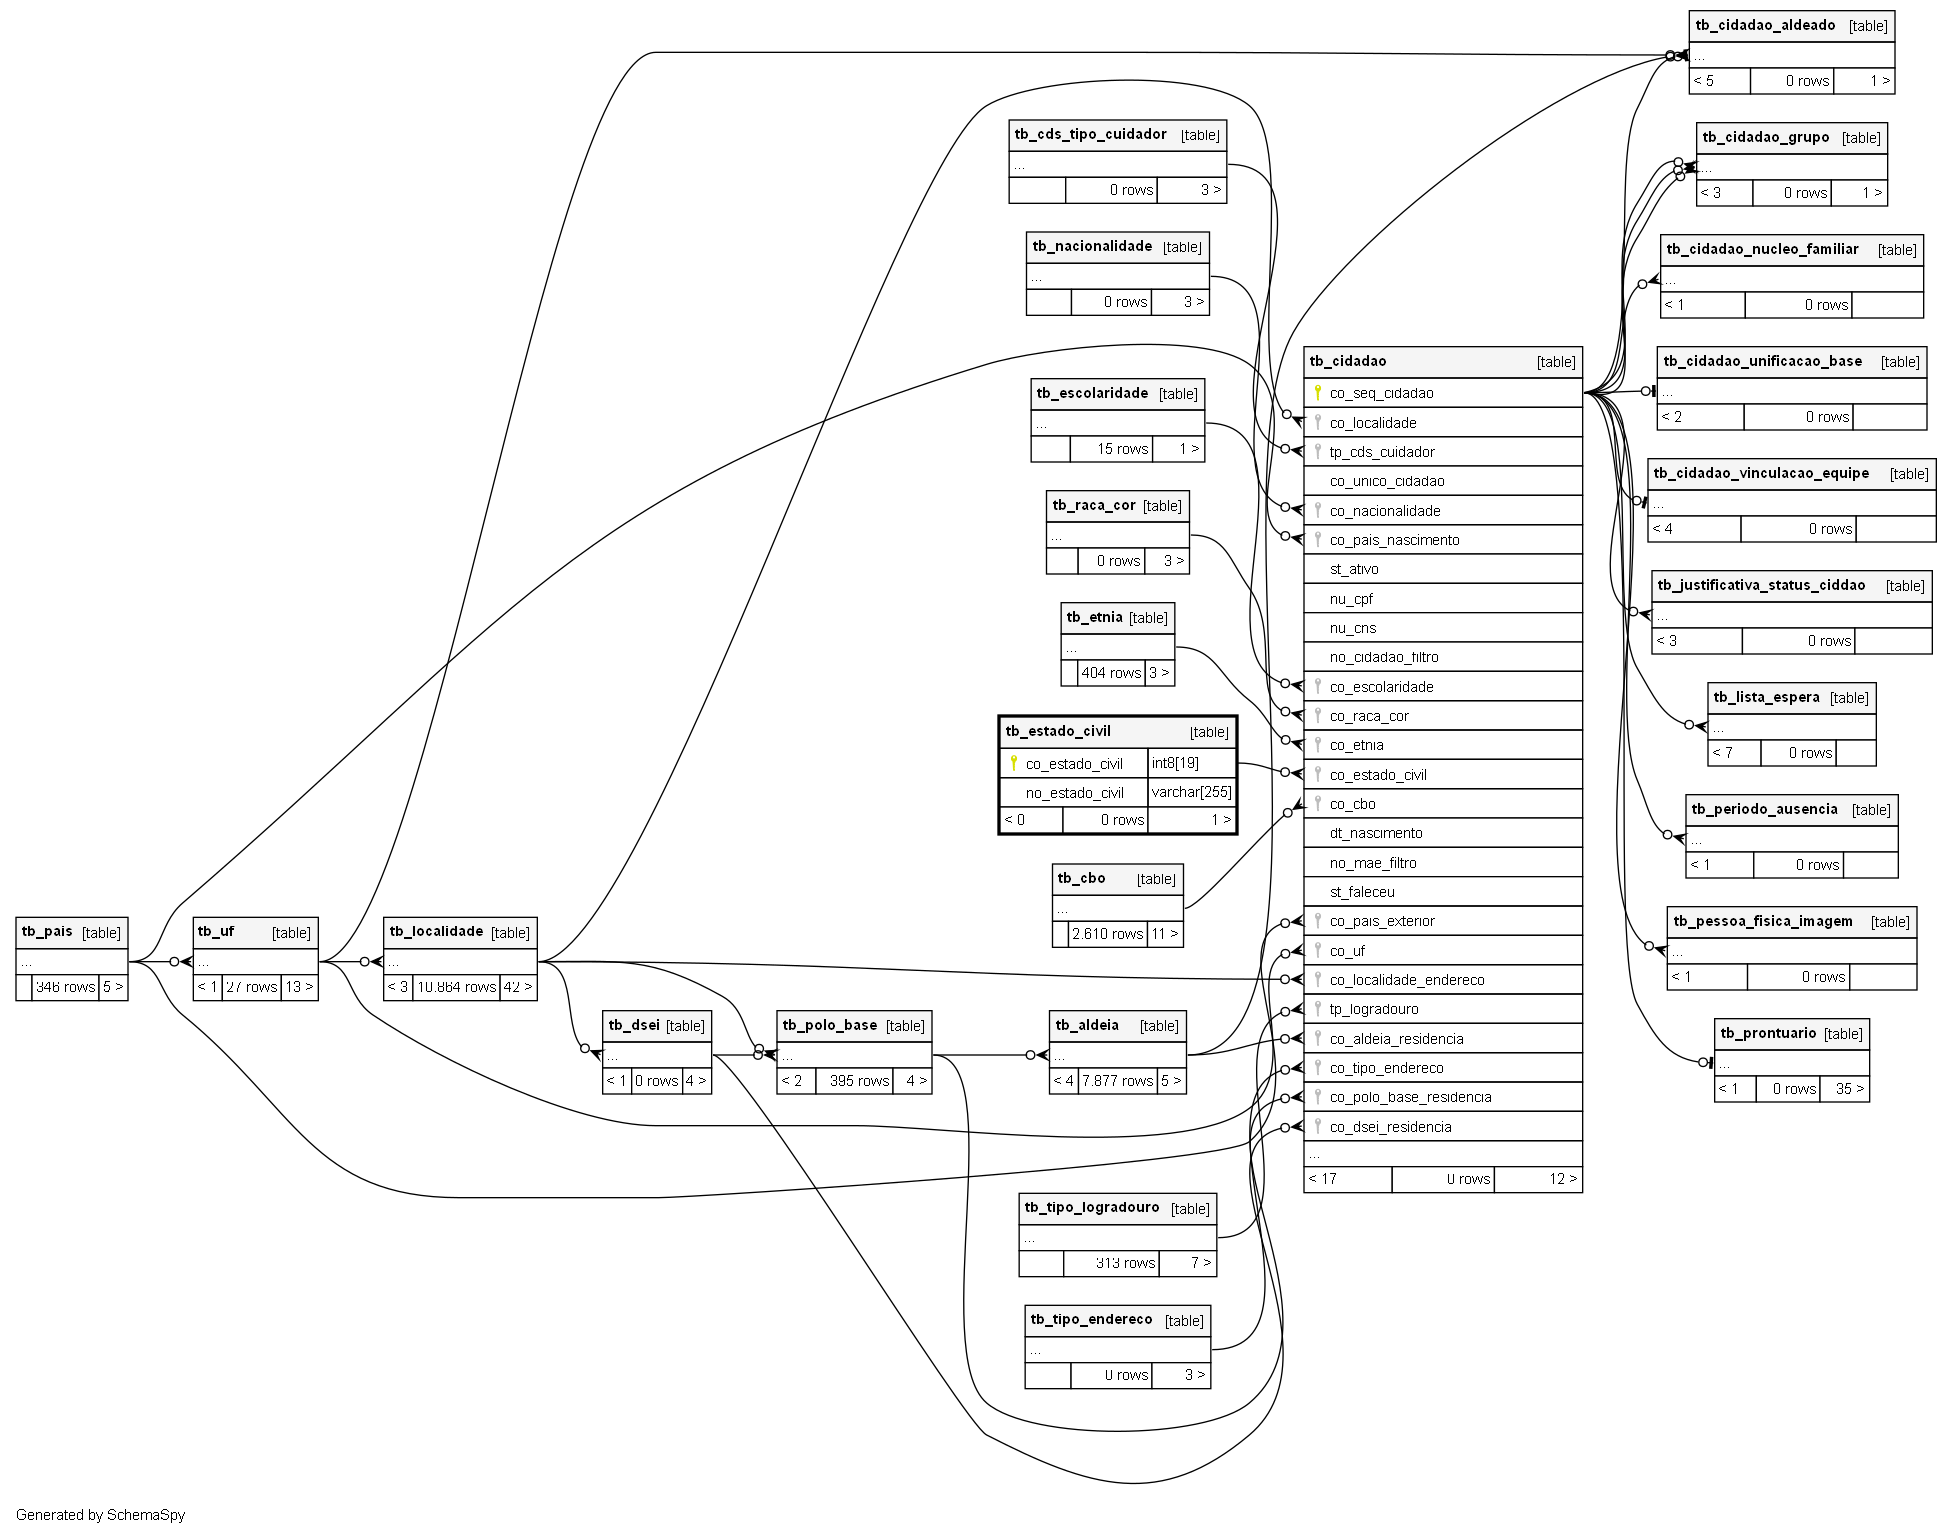 tb_cidadao_aldeado [table]
...
< 5 0 rows 1 >
tb_cds_tipo_cuidador [table]
...
0 rows 3 >
tb_cidadao_grupo [table]
...
< 3 0 rows 1 >
tb_nacionalidade [table]
...
0 rows 3 >
tb_cidadao_nucleo_familiar [table]
...
< 1 0 rows
tb_escolaridade [table]
...
15 rows 1 >
tb_raca_cor [table]
...
0 rows 3 >
tb_etnia [table]
...
404 rows 3 >
tb_estado_civil [table]
co_estado_civil int8[19]
no_estado_civil varchar[255]
< 0 0 rows 1 >
tb_cbo [table]
...
2.610 rows 11 >
tb_cidadao [table]
co_seq_cidadao
co_localidade
tp_cds_cuidador
co_unico_cidadao
co_nacionalidade
co_pais_nascimento
st_ativo
nu_cpf
nu_cns
no_cidadao_filtro
co_escolaridade
co_raca_cor
co_etnia
co_estado_civil
co_cbo
dt_nascimento
no_mae_filtro
st_faleceu
co_pais_exterior
co_uf
co_localidade_endereco
tp_logradouro
co_aldeia_residencia
co_tipo_endereco
co_polo_base_residencia
co_dsei_residencia
...
< 17 0 rows 12 >
tb_cidadao_unificacao_base [table]
...
< 2 0 rows
tb_cidadao_vinculacao_equipe [table]
...
< 4 0 rows
tb_justificativa_status_ciddao [table]
...
< 3 0 rows
tb_lista_espera [table]
...
< 7 0 rows
tb_periodo_ausencia [table]
...
< 1 0 rows
tb_pessoa_fisica_imagem [table]
...
< 1 0 rows
tb_prontuario [table]
...
< 1 0 rows 35 >
tb_pais [table]
...
346 rows 5 >
tb_uf [table]
...
< 1 27 rows 13 >
tb_localidade [table]
...
< 3 10.864 rows 42 >
tb_dsei [table]
...
< 1 0 rows 4 >
tb_polo_base [table]
...
< 2 395 rows 4 >
tb_aldeia [table]
...
< 4 7.877 rows 5 >
tb_tipo_logradouro [table]
...
313 rows 7 >
tb_tipo_endereco [table]
...
0 rows 3 >
Generated by SchemaSpy